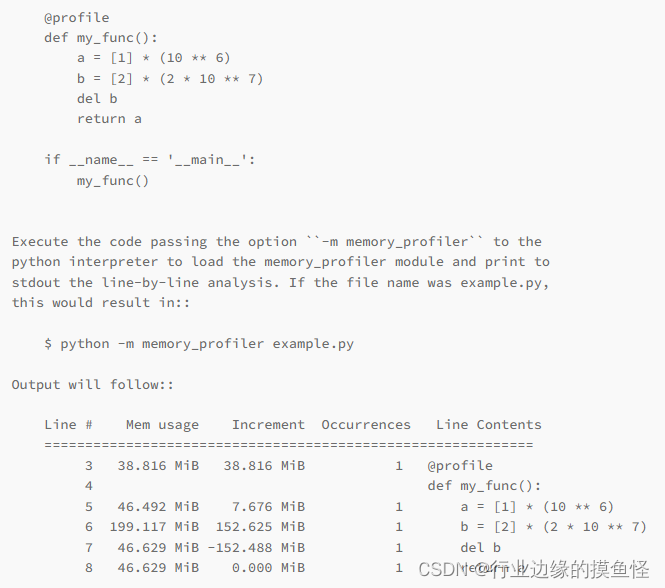 @profile
def my_func():
    a = [1] * (10 ** 6)
    b = [2] * (2 * 10 ** 7)
    del b
    return a

if __name__ == '__main__':
    my_func()

Execute the code passing the option ``-m memory_profiler`` to the
python interpreter to load the memory_profiler module and print to
stdout the line-by-line analysis. If the file name was example.py,
this would result in::

    $ python -m memory_profiler example.py

Output will follow::

    Line #    Mem usage    Increment  Occurrences   Line Contents
    ============================================================
         3   38.816 MiB   38.816 MiB           1   @profile
         4                                         def my_func():
         5   46.492 MiB    7.676 MiB           1       a = [1] * (10 ** 6)
         6  199.117 MiB  152.625 MiB           1       b = [2] * (2 * 10 ** 7)
         7   46.629 MiB -152.488 MiB           1       del b
         8   46.629 MiB    0.000 MiB           1       return a
CSDN @行业边缘的摸鱼怪